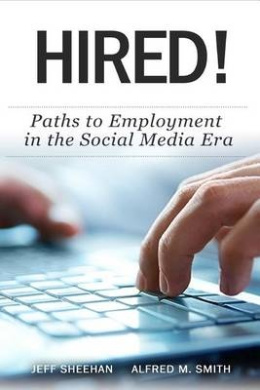 HIRED!
Paths to Employment
in the Social Media Era
JEFF SHEEHAN ALFRED M. SMITH